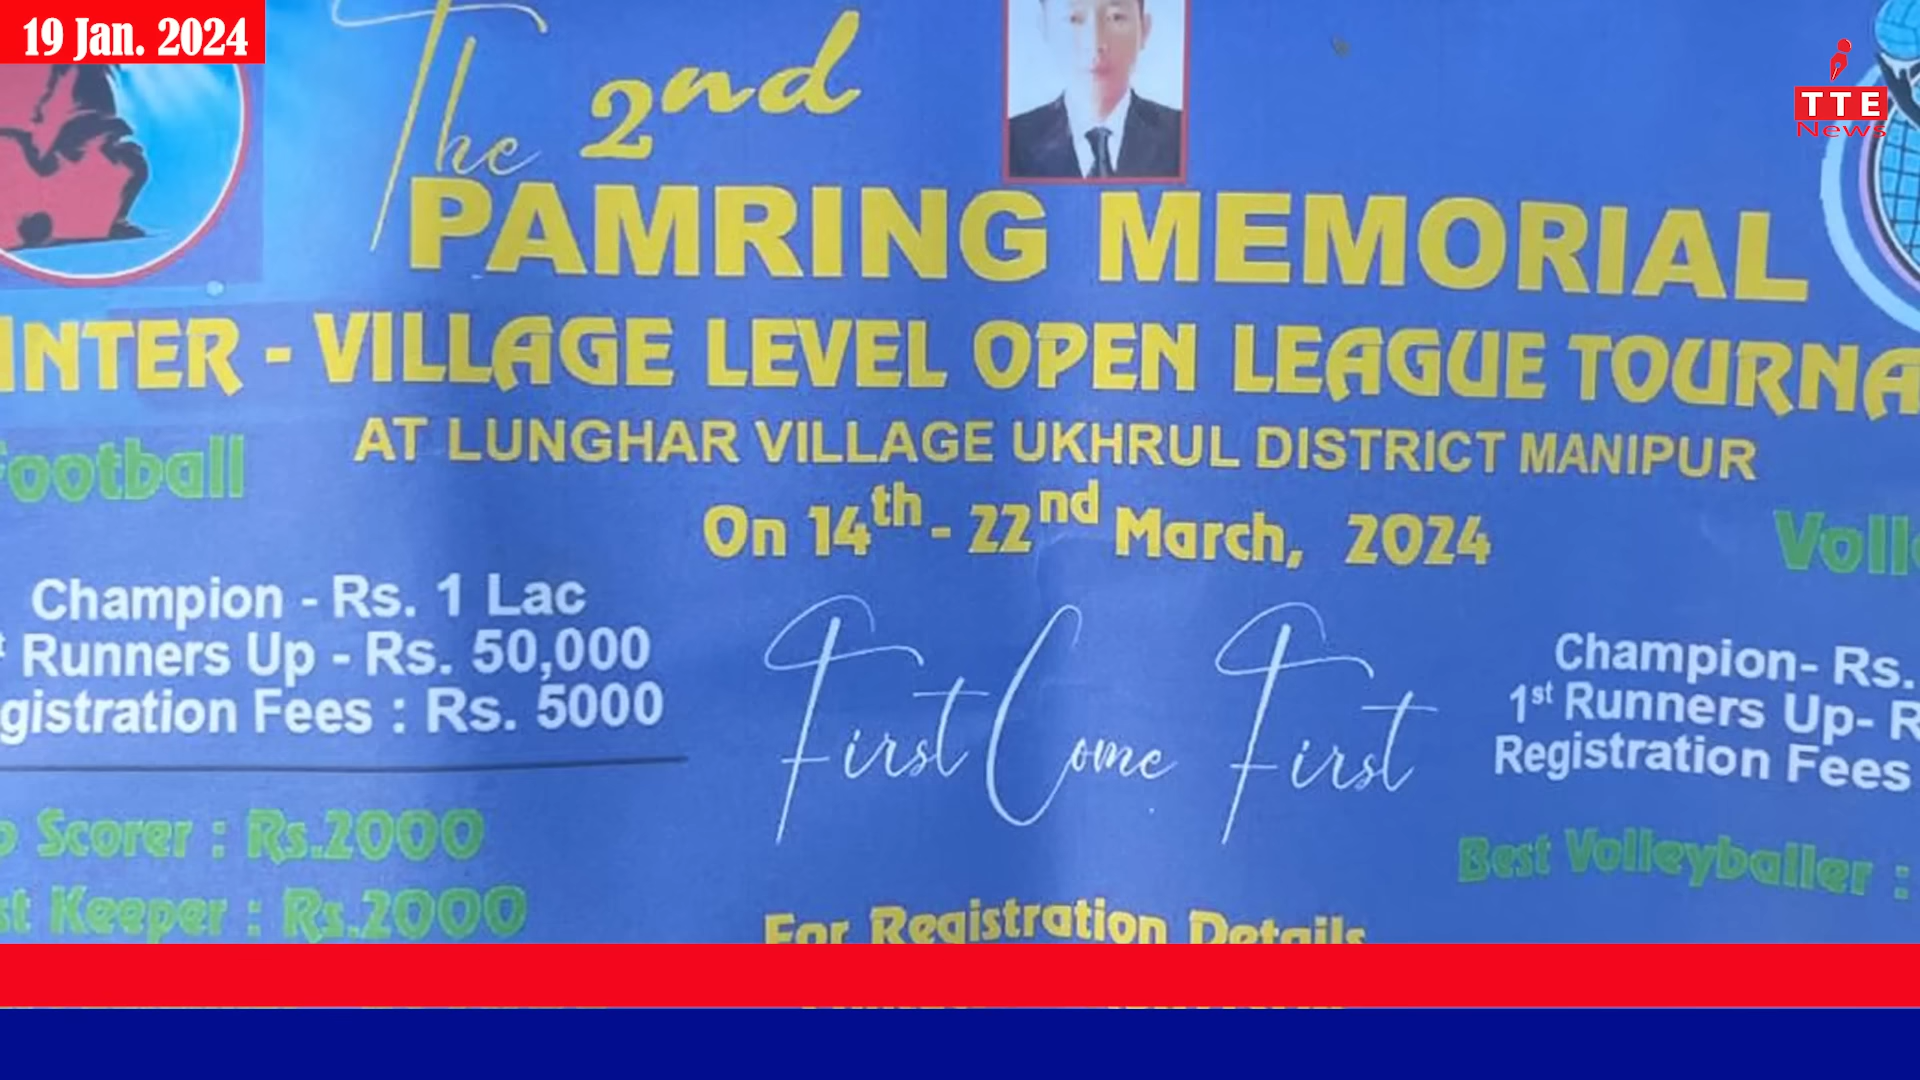 19 Jan. 2024
TTE
News
The 2nd
PAMRING MEMORIAL
INTER - VILLAGE LEVEL OPEN LEAGUE TOURNA
AT LUNGHAR VILLAGE UKHRUL DISTRICT MANIPUR
On 14th - 22nd March, 2024
Football
Champion - Rs. 1 Lac
Runners Up - Rs. 50,000
gistration Fees : Rs. 5000
Scorer : Rs.2000
st Keeper : Rs.2000
First Come First
Voll
Champion- Rs.
1st Runners Up- R
Registration Fees
Best Volleyballer :
For Registration Details